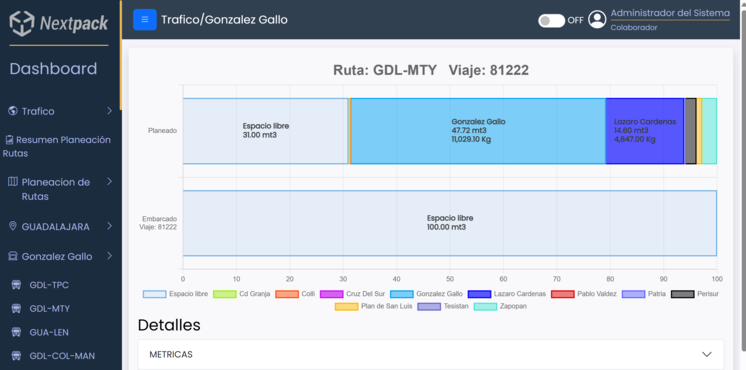 Nextpack
Trafico/Gonzalez Gallo
OFF
Administrador del Sistema
Colaborador
Dashboard
Trafico
Resumen Planeación
Rutas
Planeacion de
Rutas
GUADALAJARA
Gonzalez Gallo
GDL-TPC
GDL-MTY
GUA-LEN
GDL-COL-MAN
Ruta: GDL-MTY Viaje: 81222
Planeado
Espacio libre
31.00 mt3
Gonzalez Gallo
47.72 mt3
11,029.10 Kg
Lazaro Cardenas
14.60 mt3
4,647.00 Kg
Embarcado
Viaje: 81222
Espacio libre
100.00 mt3
0 10 20 30 40 50 60 70 80 90 100
Espacio libre Cd Granja Colli Cruz Del Sur Gonzalez Gallo Lazaro Cardenas Pablo Valdez Patria Perisur
Plan de San Luis Tesistan Zapopan
Detalles
METRICAS